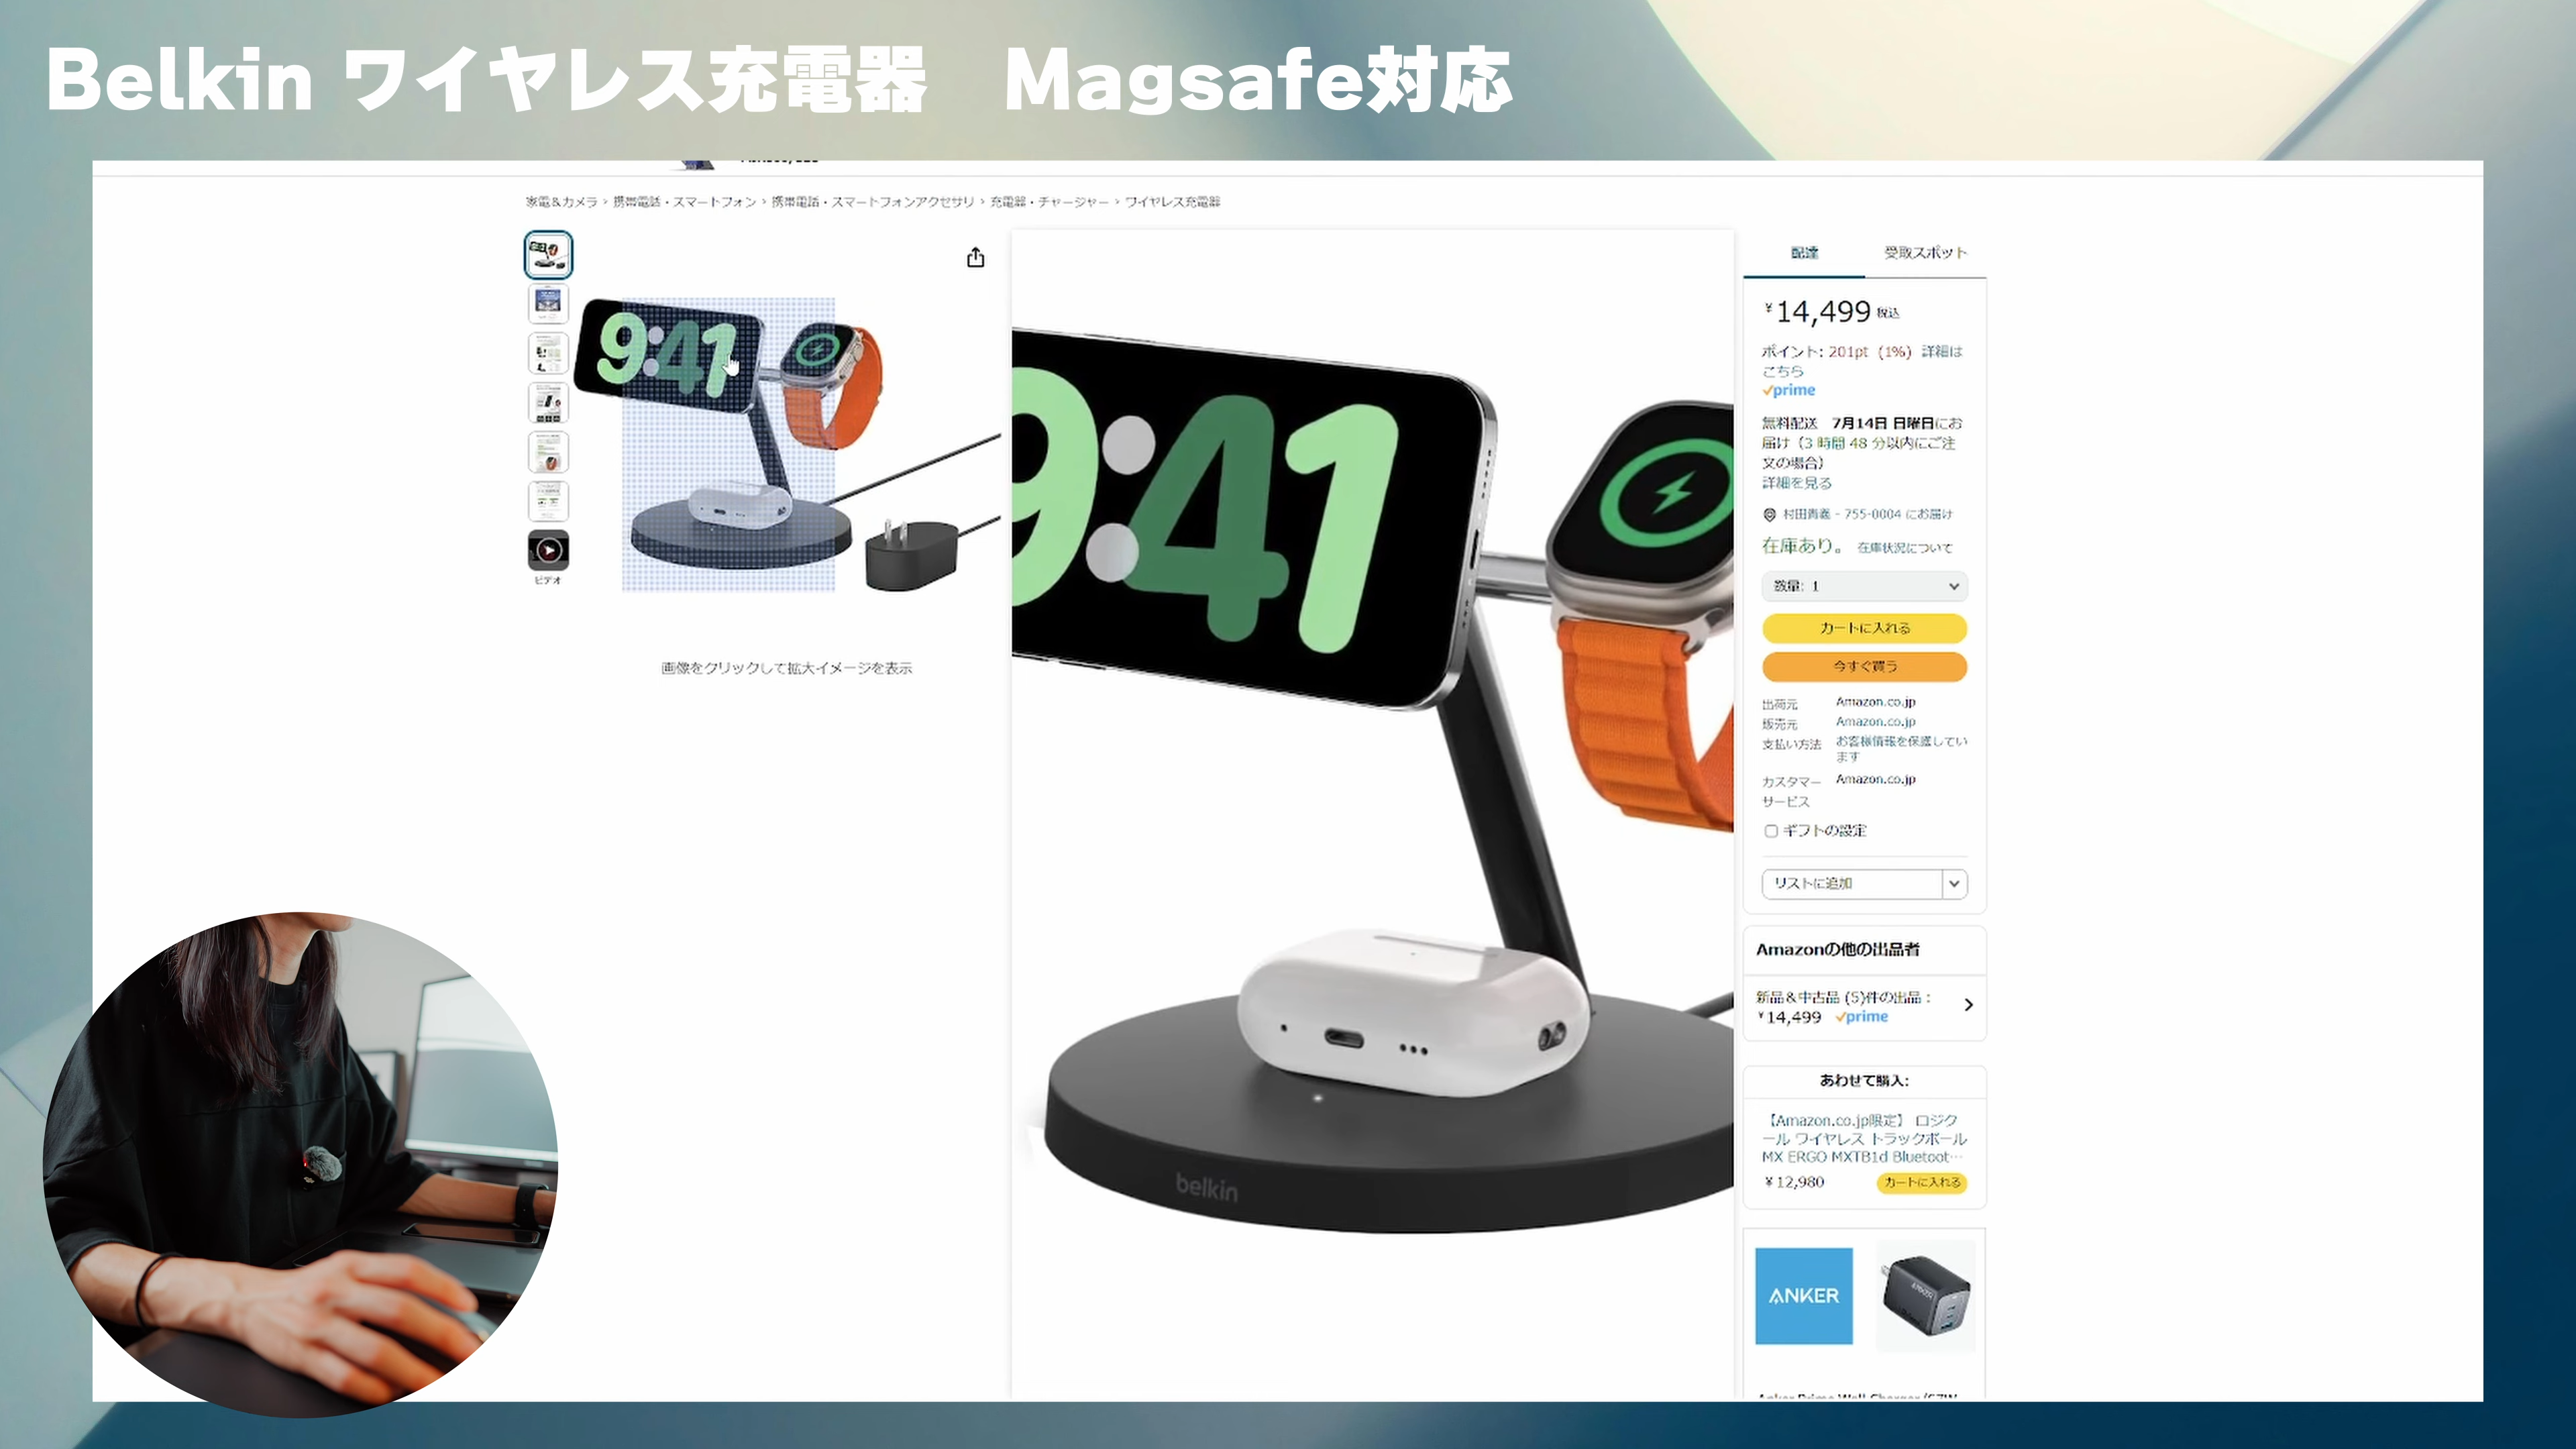 Belkin ワイヤレス充電器　Magsafe対応
家電＆カメラ › 携帯電話・スマートフォン › 携帯電話・スマートフォンアクセサリ › 充電器・チャージャー › ワイヤレス充電器
9:41
ビデオ
画像をクリックして拡大イメージを表示
9:41
belkin
配達
受取スポット
￥14,499 税込
ポイント: 201pt (1%) 詳細は
こちら
prime
無料配送 7月14日 日曜日にお
届け（3 時間 48 分以内にご注
文の場合）
詳細を見る
755-0004 にお届け
在庫あり。 在庫状況について
数量: 1
カートに入れる
今すぐ買う
出荷元 Amazon.co.jp
販売元 Amazon.co.jp
支払い方法 お客様情報を保護してい
ます
カスタマー Amazon.co.jp
サービス
ギフトの設定
リストに追加
Amazonの他の出品者
新品＆中古品 (5)件の出品：
￥14,499 prime
あわせて購入:
【Amazon.co.jp限定】 ロジク
ール ワイヤレス トラックボール
MX ERGO MXTB1d Bluetoot…
￥12,980 カートに入れる
ANKER